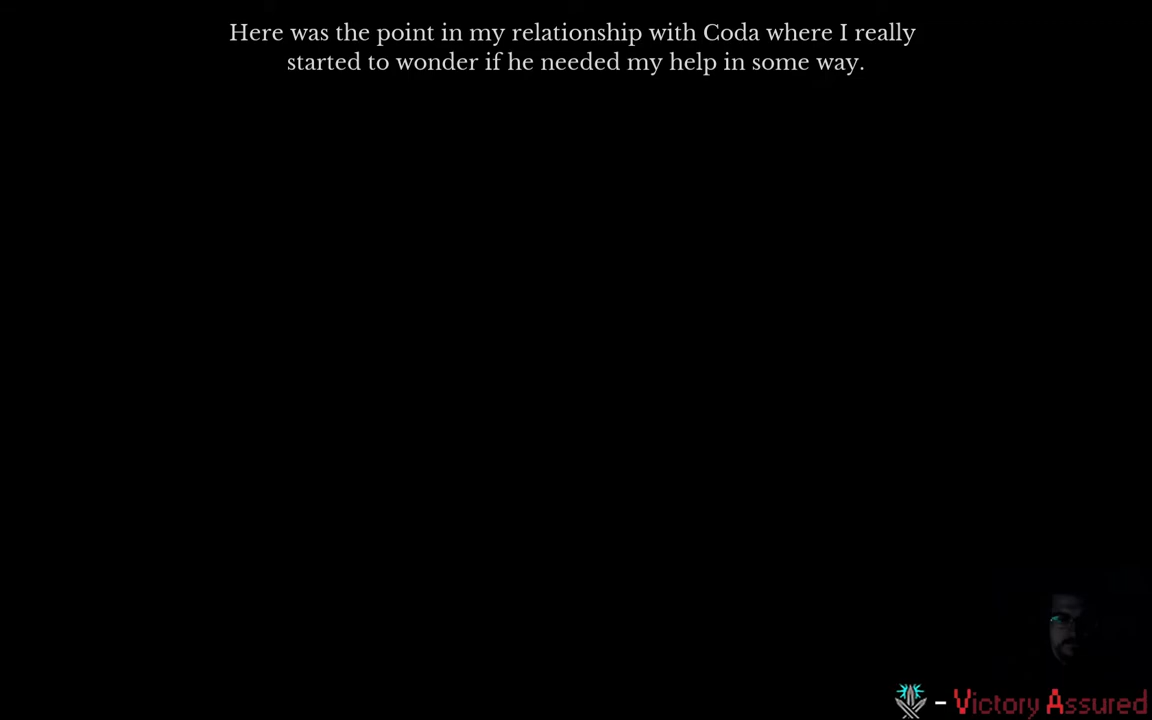 Here was the point in my relationship with Coda where I really
started to wonder if he needed my help in some way.
- Victory Assured